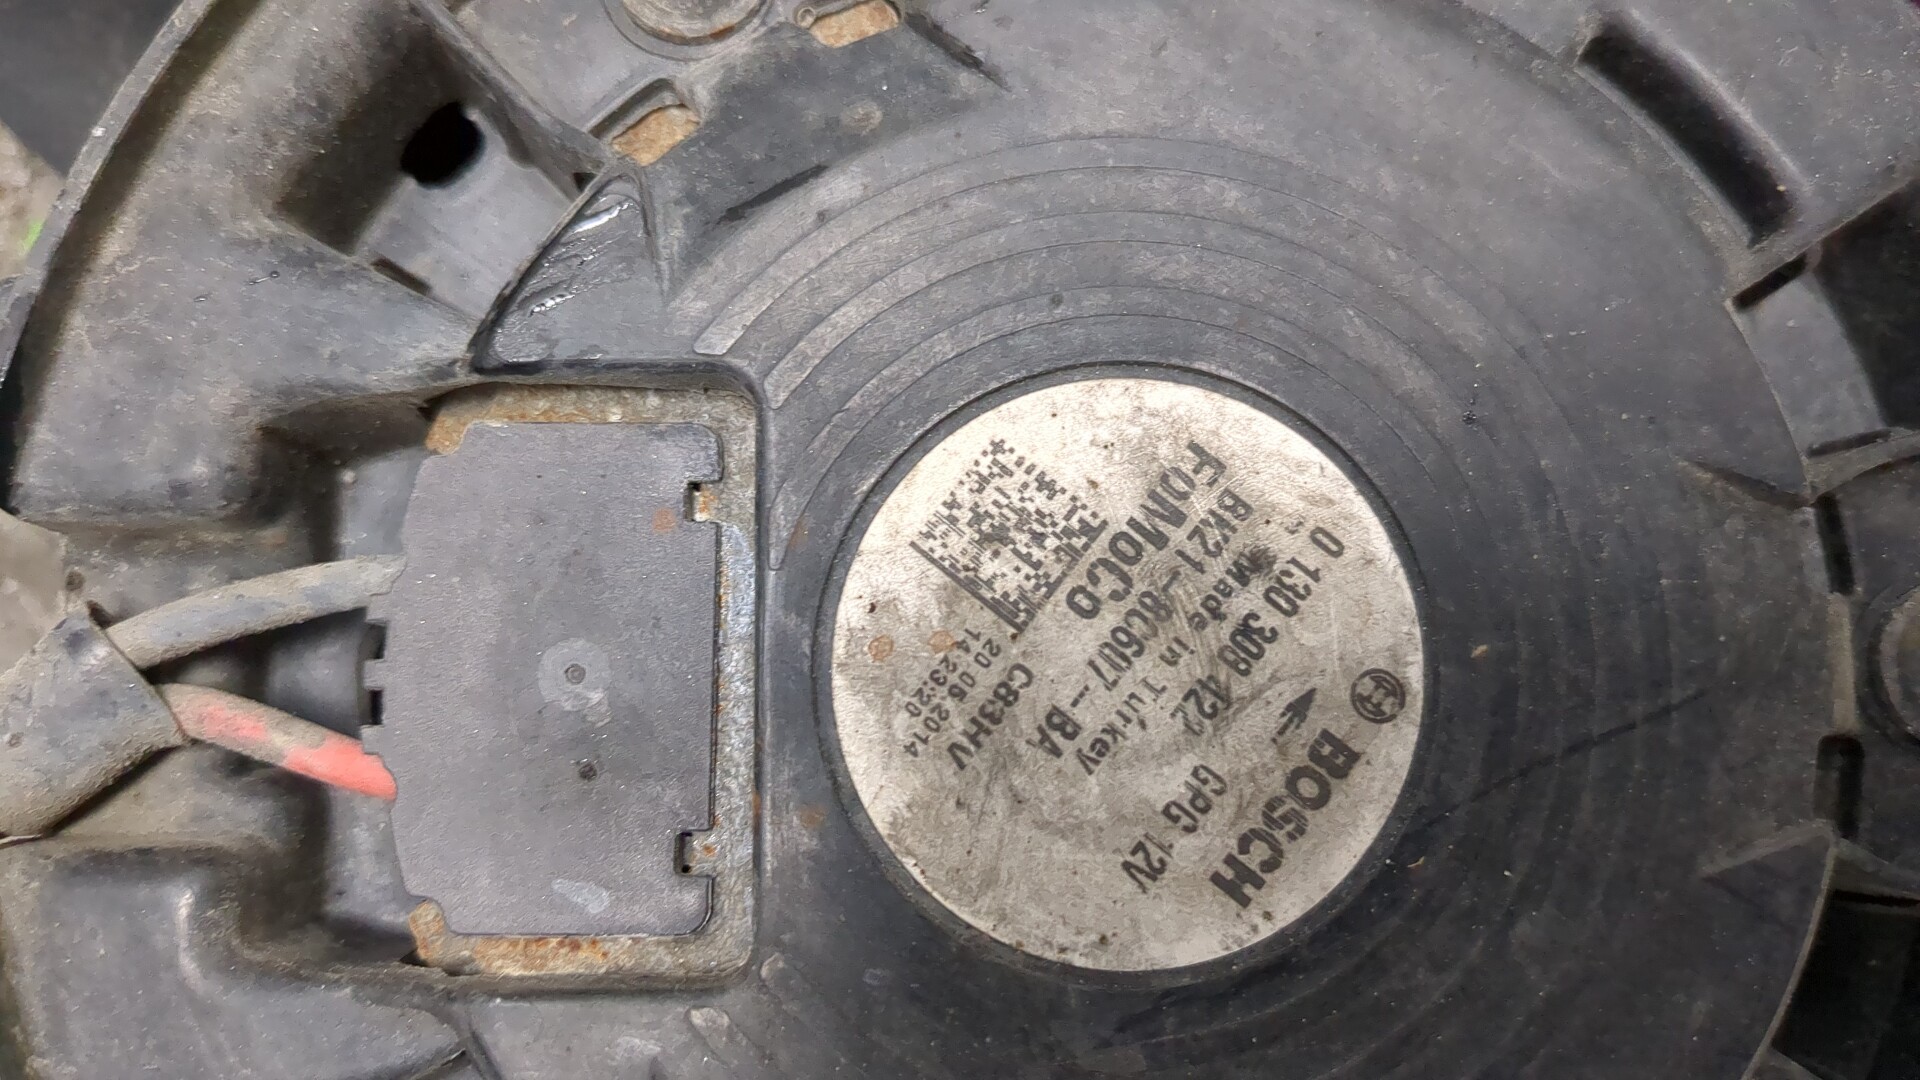 BOSCH
0 130 308 422 GPG 12V
Made in Turkey
BK21-8C607-BA
FoMoCo
C83HV
20.05.2014
14:23:20